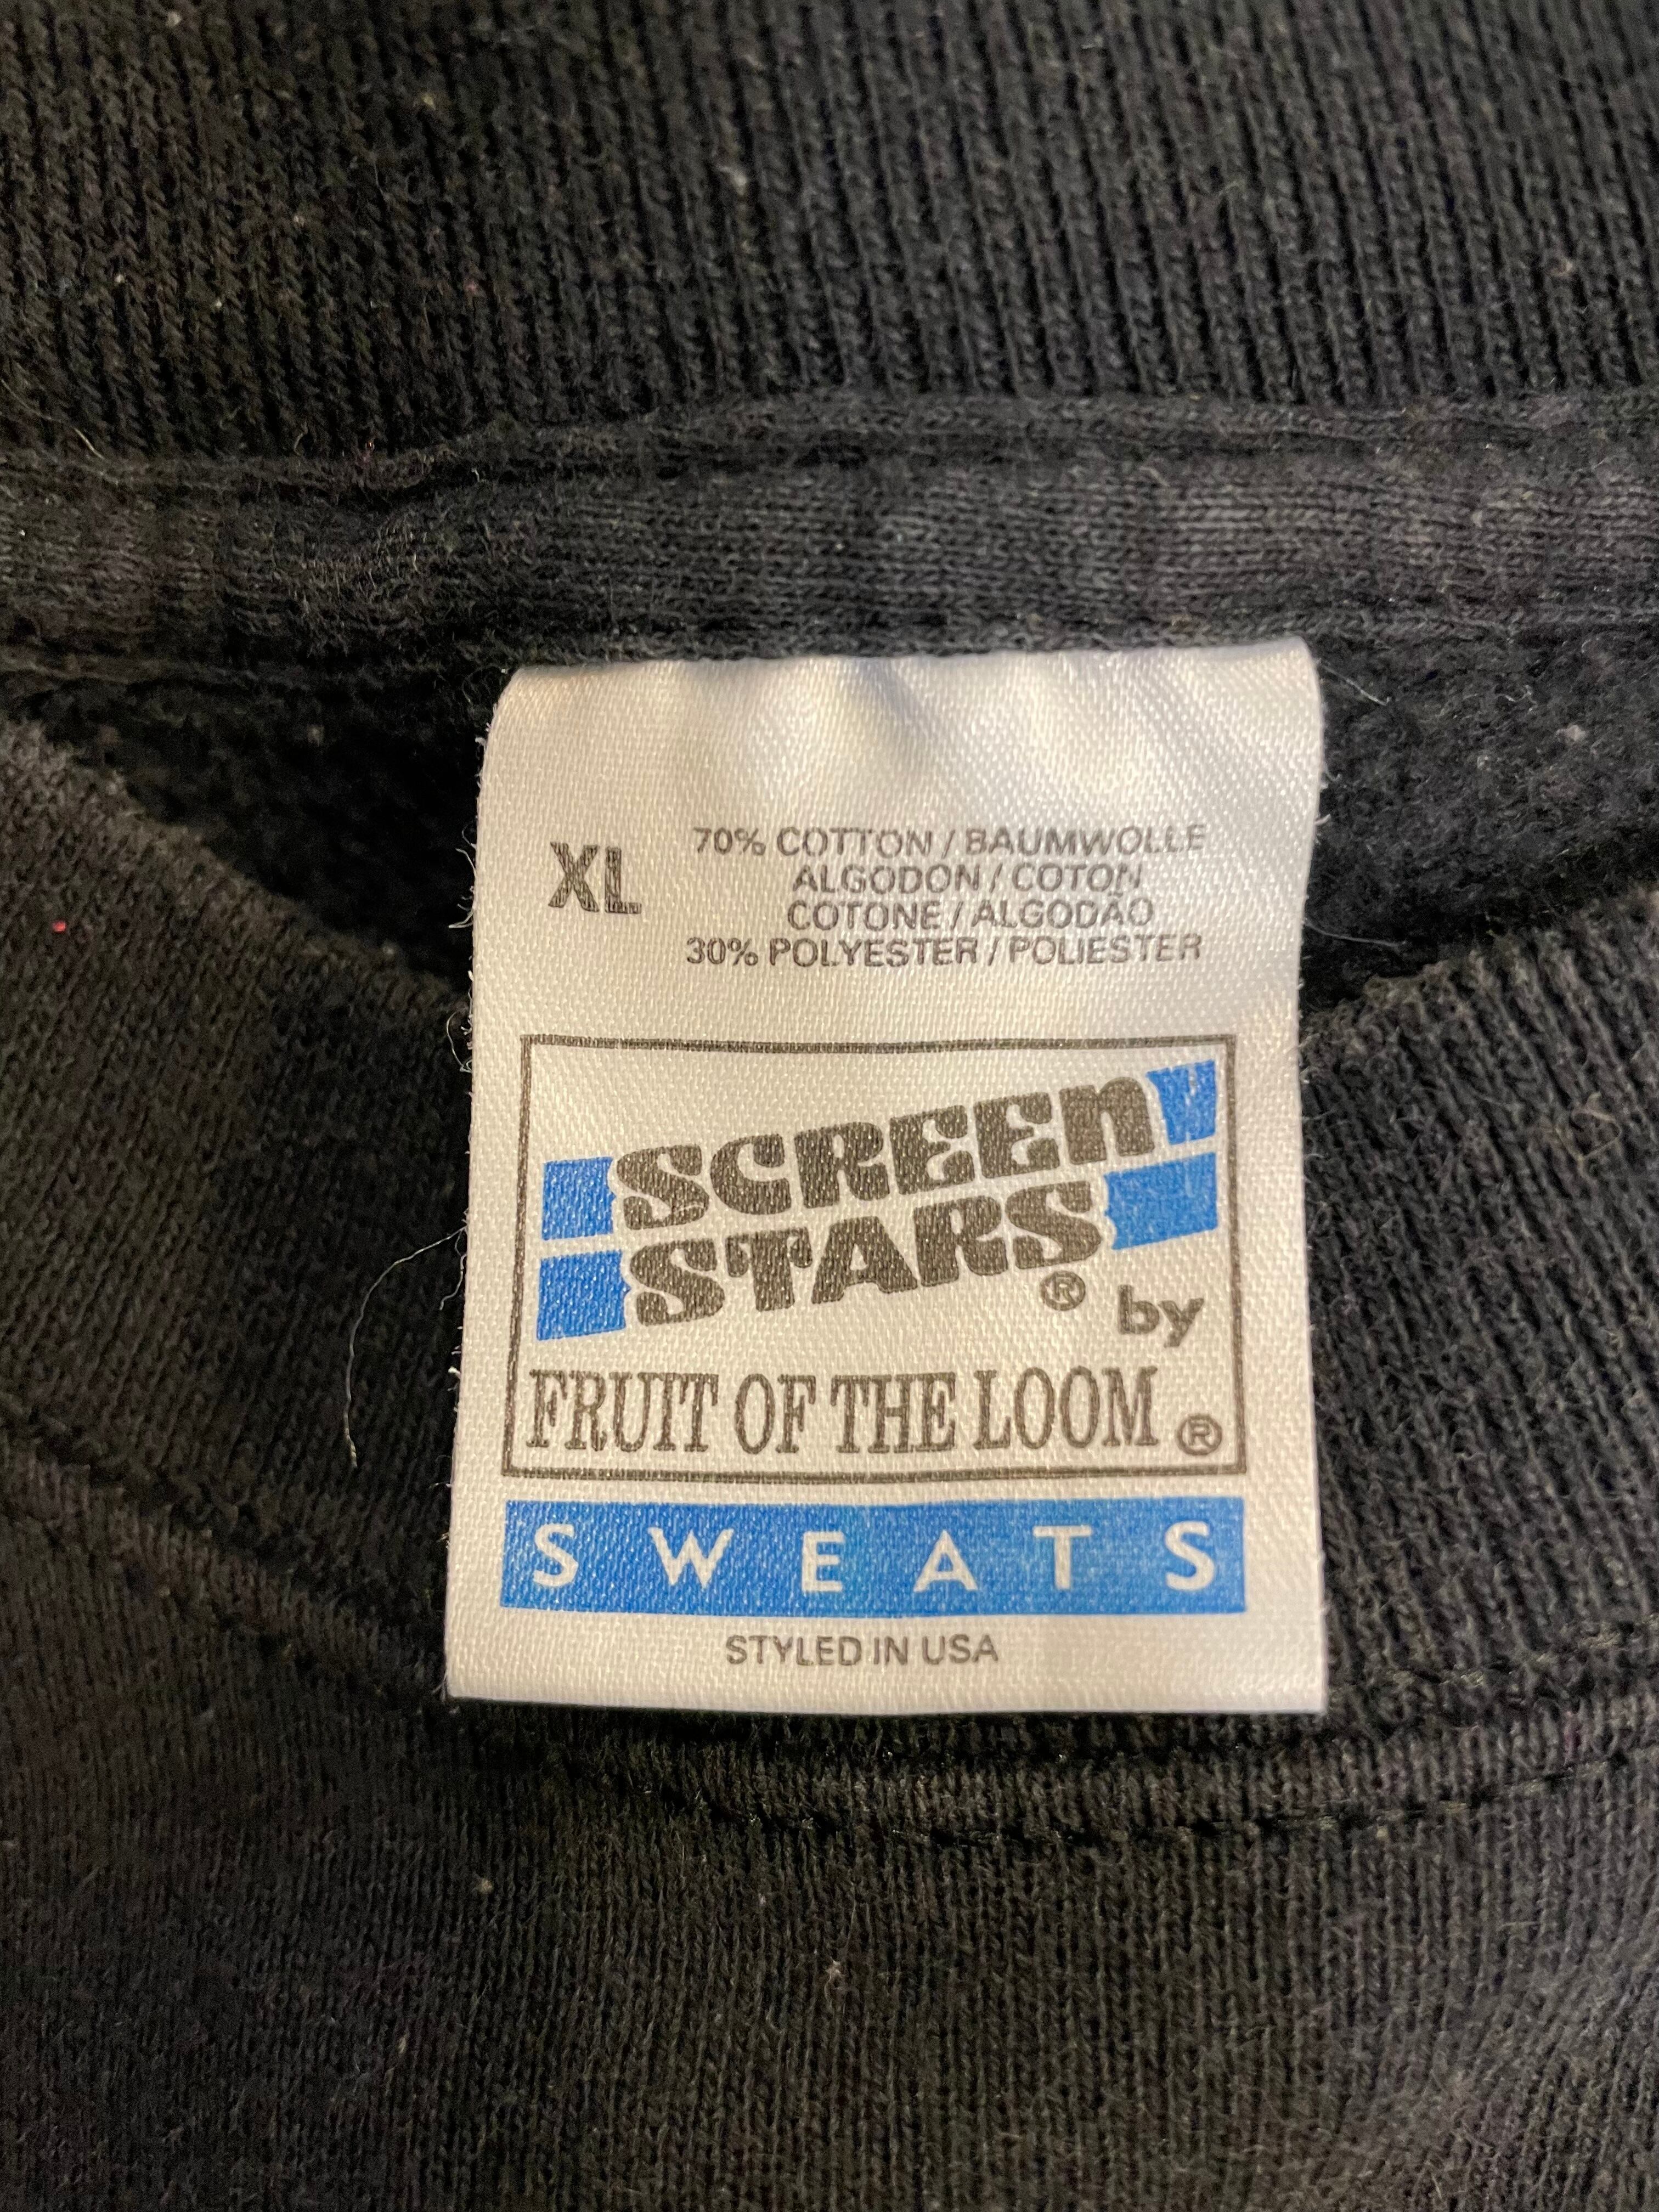 XL
70% COTTON / BAUMWOLLE
ALGODON / COTON
COTONE / ALGODÃO
30% POLYESTER / POLIESTER
SCREEN
STARS® by
FRUIT OF THE LOOM®
SWEATS
STYLED IN USA